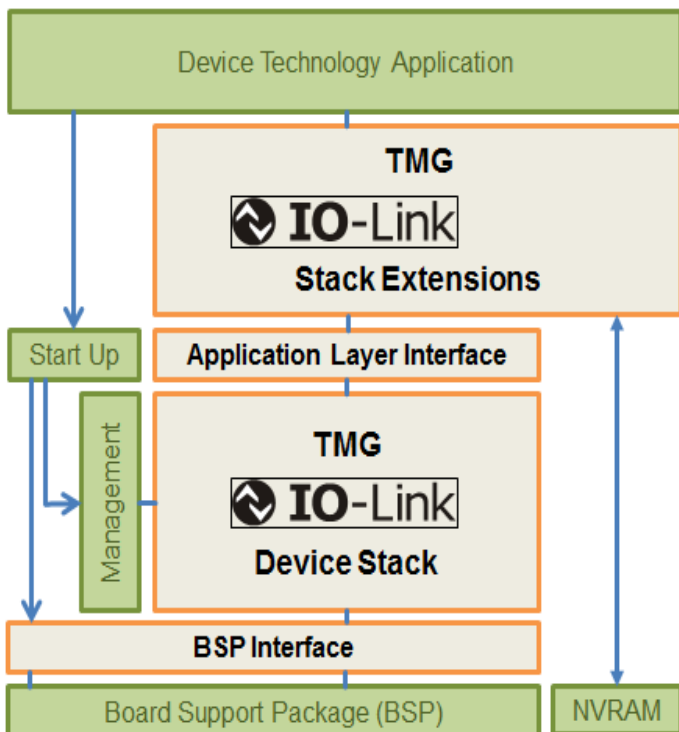 Device Technology Application
TMG
IO-Link
Stack Extensions
Start Up
Application Layer Interface
Management
TMG
IO-Link
Device Stack
BSP Interface
Board Support Package (BSP)
NVRAM